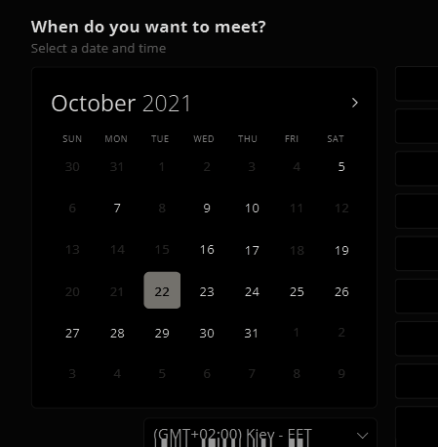 When do you want to meet?
Select a date and time
October 2021
SUN MON TUE WED THU FRI SAT
30 31 1 2 3 4 5
6 7 8 9 10 11 12
13 14 15 16 17 18 19
20 21 22 23 24 25 26
27 28 29 30 31 1 2
3 4 5 6 7 8 9
(GMT+02:00) Kiev - EET